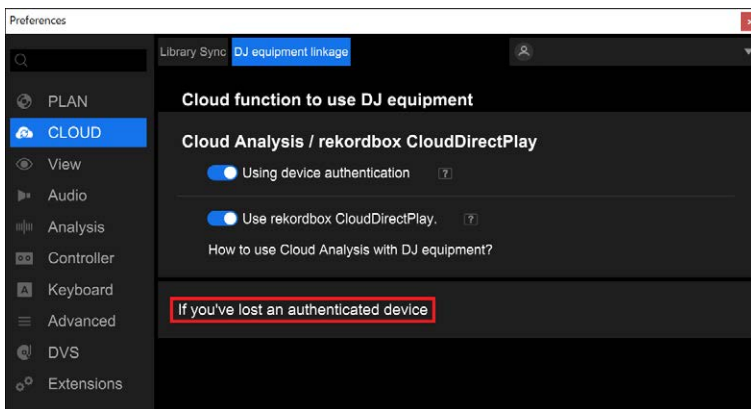 Preferences
Library Sync DJ equipment linkage
PLAN
CLOUD
View
Audio
Analysis
Controller
Keyboard
Advanced
DVS
Extensions
Cloud function to use DJ equipment
Cloud Analysis / rekordbox CloudDirectPlay
Using device authentication ?
Use rekordbox CloudDirectPlay. ?
How to use Cloud Analysis with DJ equipment?
If you've lost an authenticated device